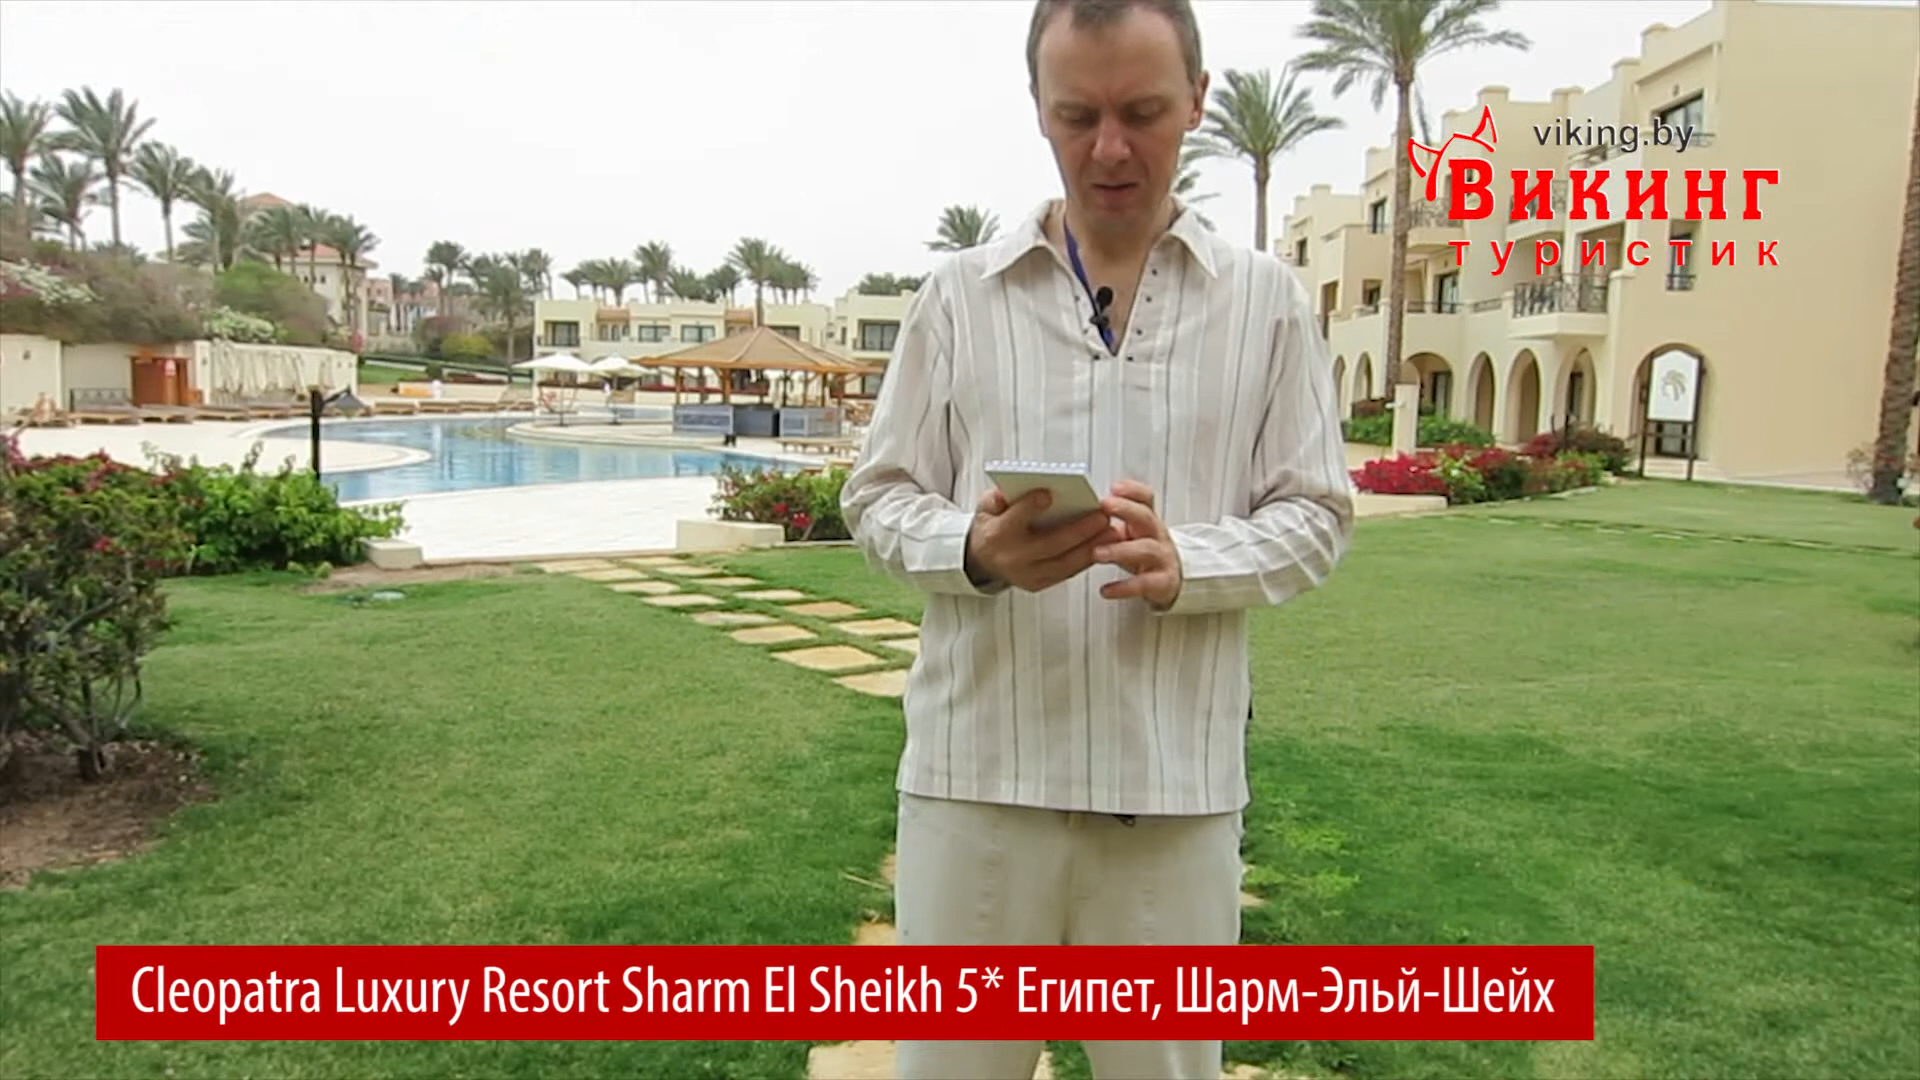 viking.by
Викинг
туристик
Cleopatra Luxury Resort Sharm El Sheikh 5* Египет, Шарм-Эльй-Шейх